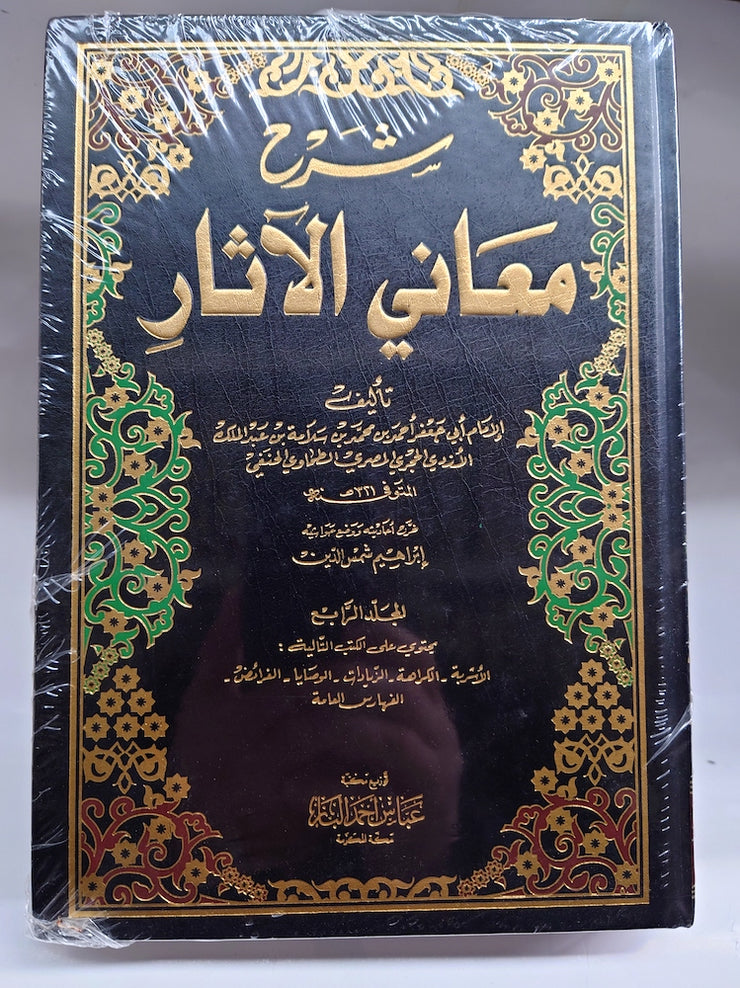 شرح
معاني الآثار
تأليف
الإمام أبي جعفر أحمد بن محمد بن سلامة بن عبد الملك
الأزدي الحجري المصري الطحاوي الحنفي
المتوفى ٣٢١ هـ
خرج أحاديثه ووضع حواشيه
إبراهيم شمس الدين
المجلد الرابع
يحتوي على الكتب التالية :
الأشربة - الكراهة - الزيادات - الوصايا - الفرائض -
الفهارس العامة
توزيع مكتبة
عباس أحمد الباز
مكة المكرمة